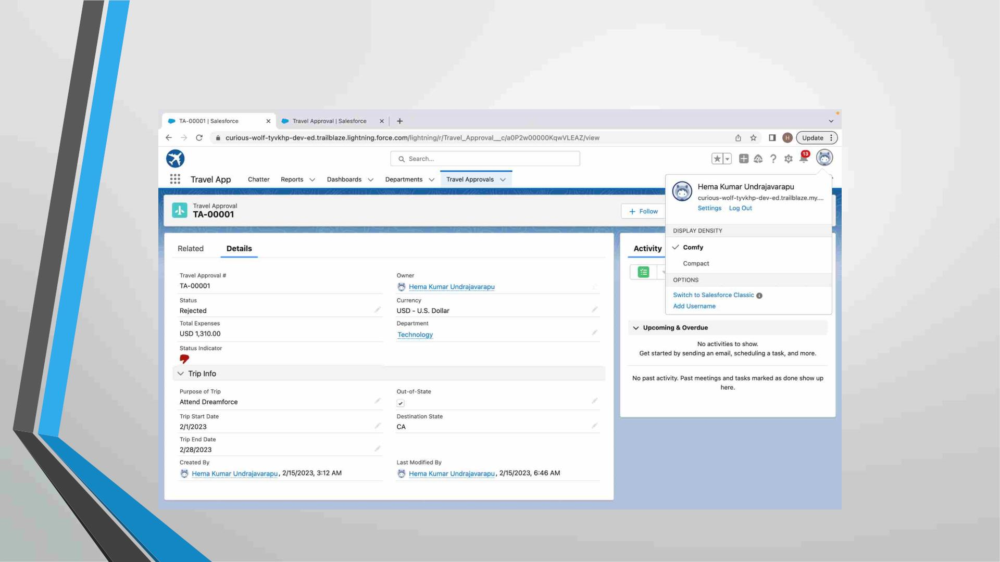 TA-00001 | Salesforce
Travel Approval | Salesforce
curious-wolf-tyvkhp-dev-ed.trailblaze.lightning.force.com/lightning/r/Travel_Approval__c/a0P2w00000KqwVLEAZ/view
H
Update
Search...
13
Travel App
Chatter
Reports
Dashboards
Departments
Travel Approvals
Hema Kumar Undrajavarapu
curious-wolf-tyvkhp-dev-ed.trailblaze.my....
Settings Log Out
DISPLAY DENSITY
Comfy
Compact
OPTIONS
Switch to Salesforce Classic
Add Username
Travel Approval
TA-00001
+ Follow
Related
Details
Travel Approval #
TA-00001
Owner
Hema Kumar Undrajavarapu
Status
Rejected
Currency
USD - U.S. Dollar
Total Expenses
USD 1,310.00
Department
Technology
Status Indicator
Trip Info
Purpose of Trip
Attend Dreamforce
Out-of-State
Trip Start Date
2/1/2023
Destination State
CA
Trip End Date
2/28/2023
Created By
Hema Kumar Undrajavarapu, 2/15/2023, 3:12 AM
Last Modified By
Hema Kumar Undrajavarapu, 2/15/2023, 6:46 AM
Activity
Upcoming & Overdue
No activities to show.
Get started by sending an email, scheduling a task, and more.
No past activity. Past meetings and tasks marked as done show up
here.